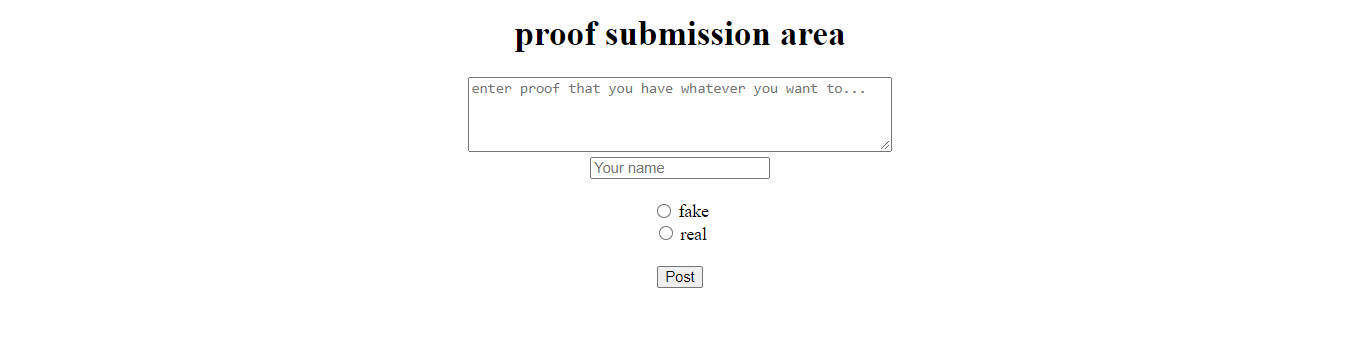 proof submission area
enter proof that you have whatever you want to...
Your name
fake
real
Post